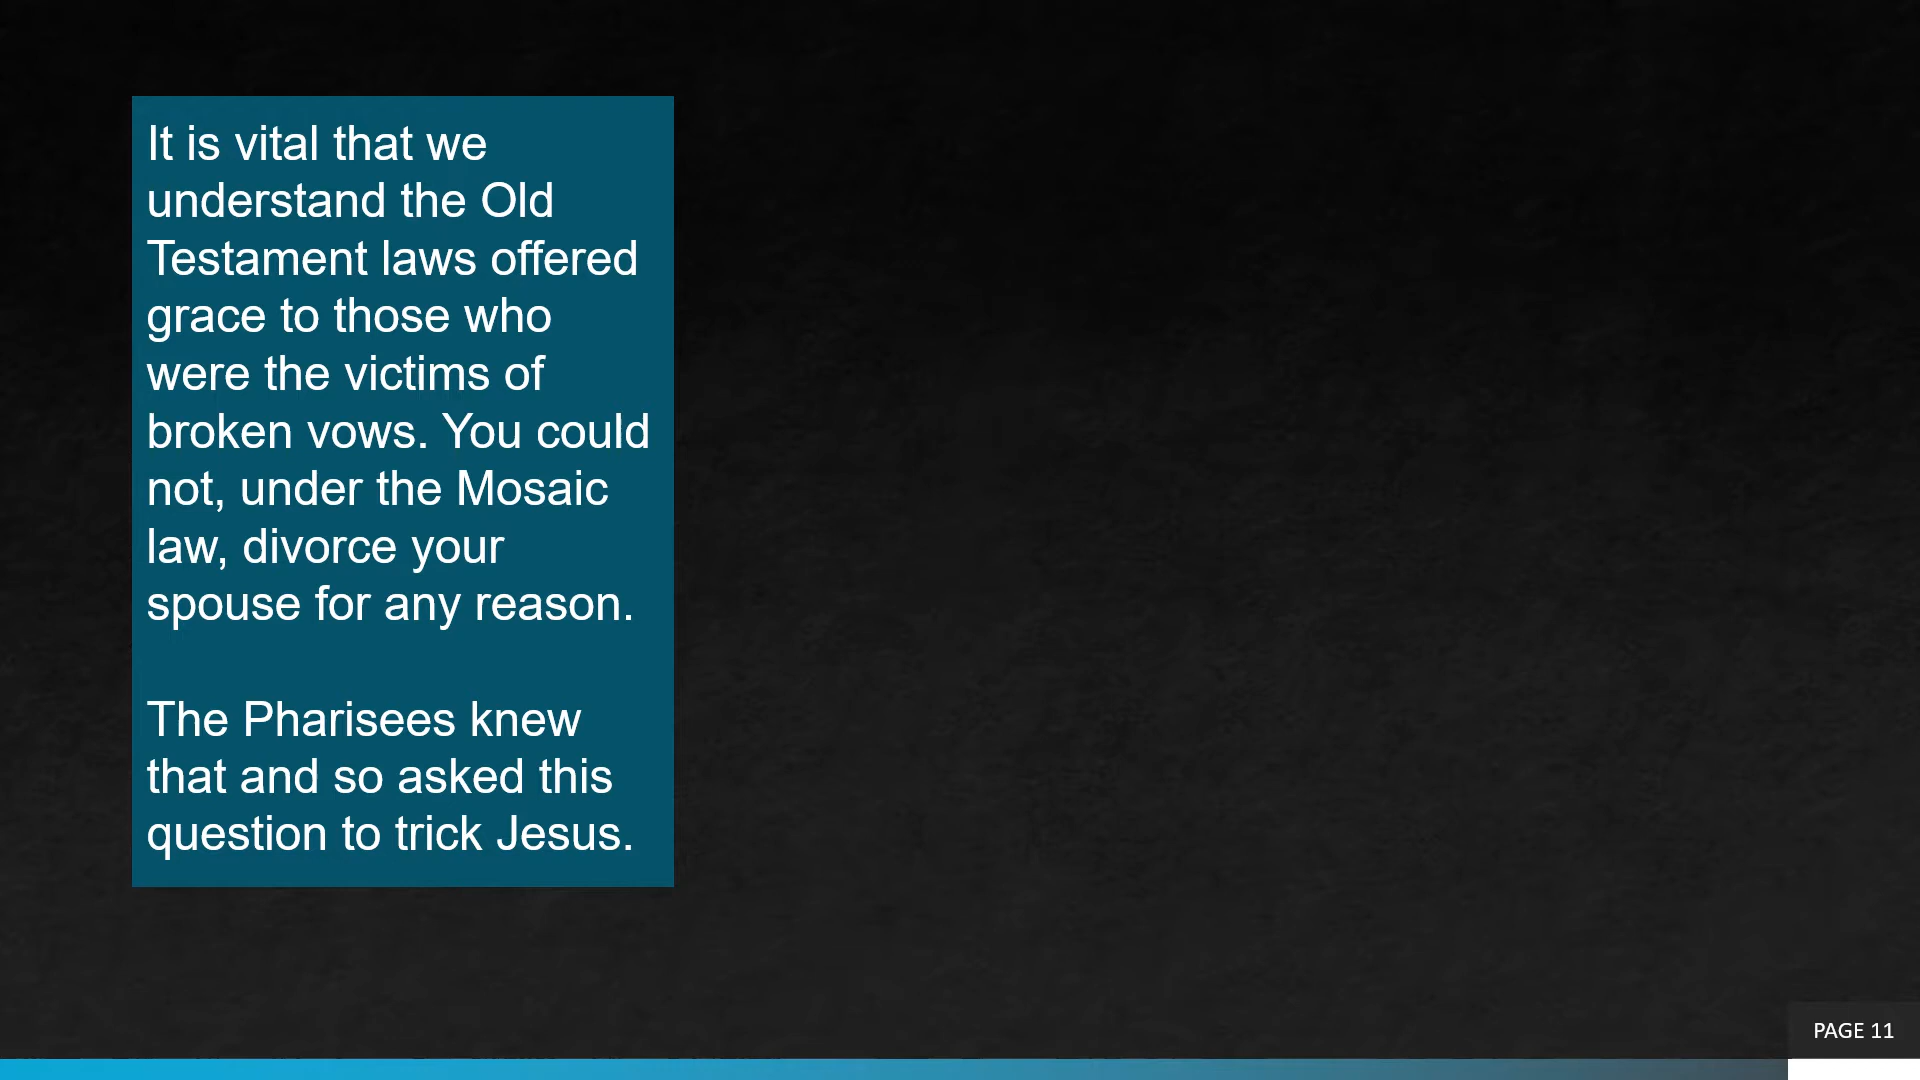 It is vital that we
understand the Old
Testament laws offered
grace to those who
were the victims of
broken vows. You could
not, under the Mosaic
law, divorce your
spouse for any reason.
The Pharisees knew
that and so asked this
question to trick Jesus.
PAGE 11